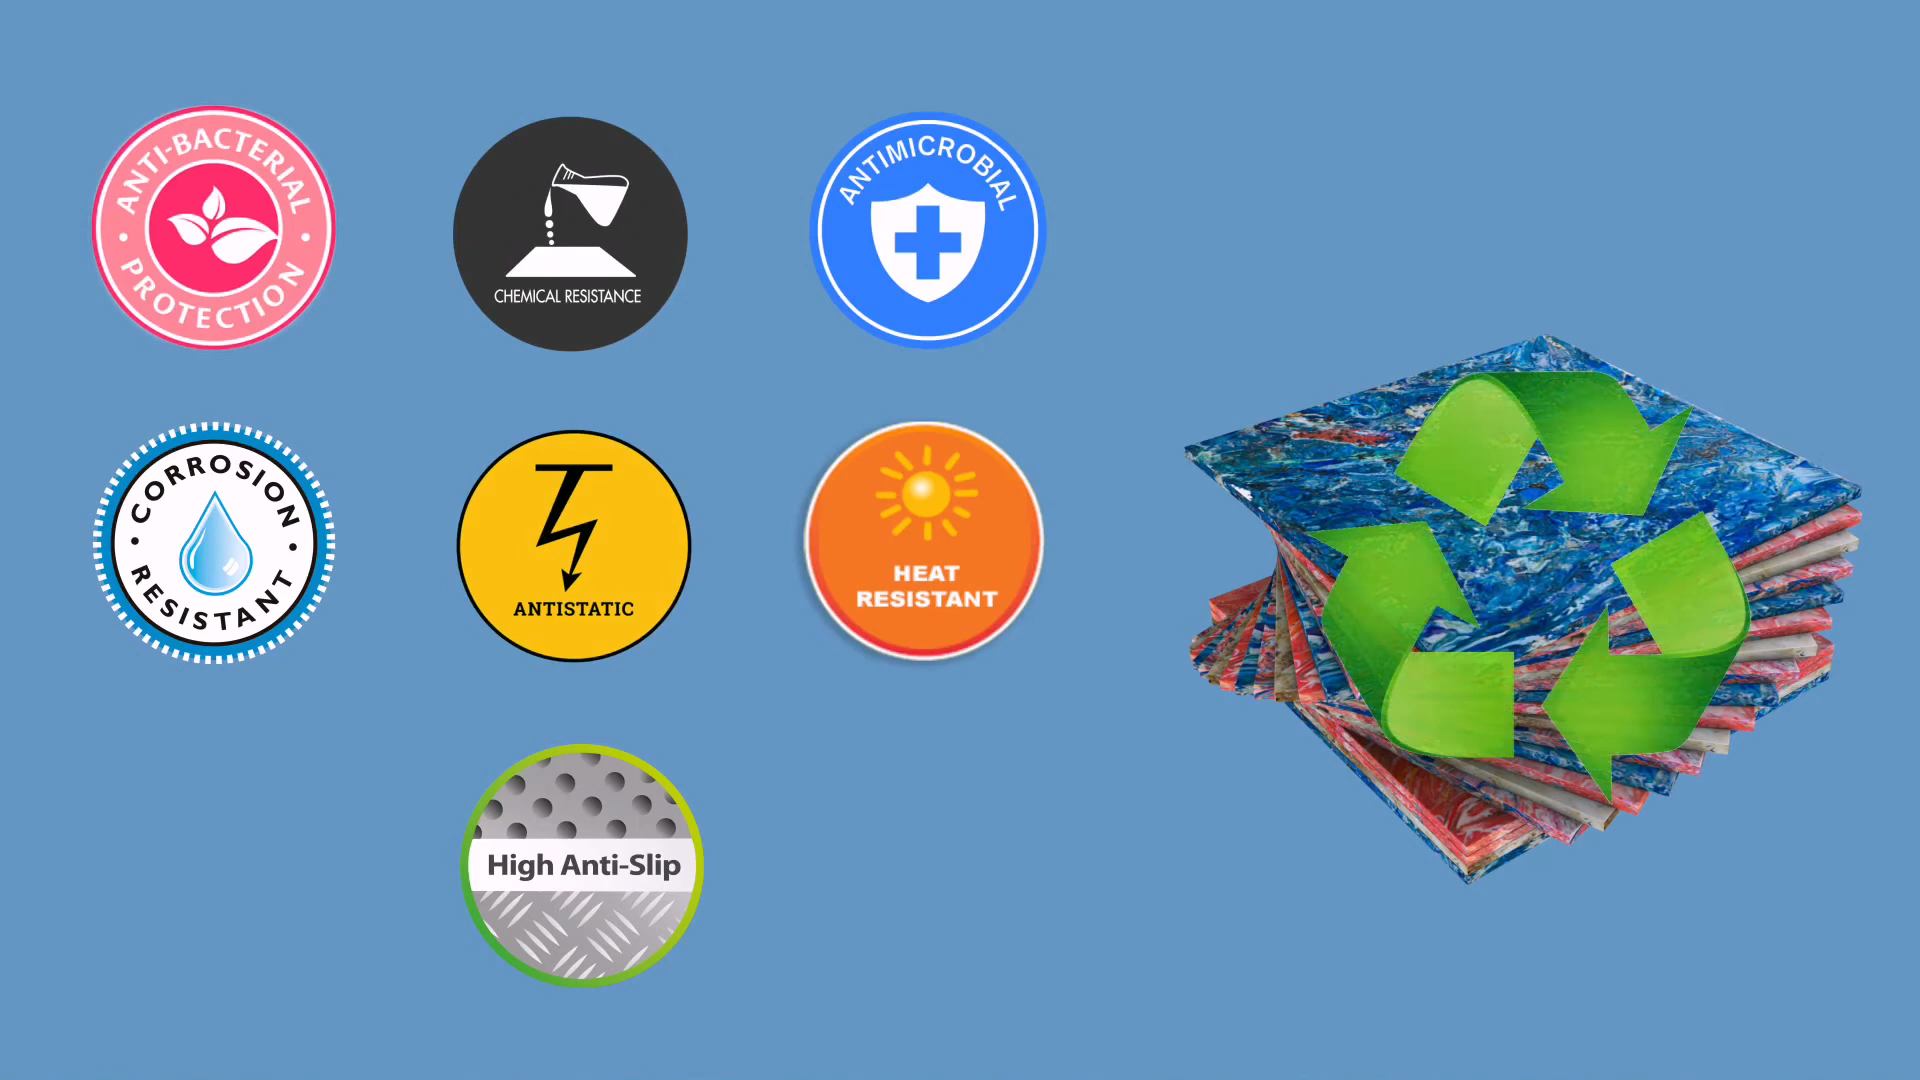 ANTI-BACTERIAL
PROTECTION
CHEMICAL RESISTANCE
ANTIMICROBIAL
CORROSION
RESISTANT
ANTISTATIC
HEAT
RESISTANT
High Anti-Slip